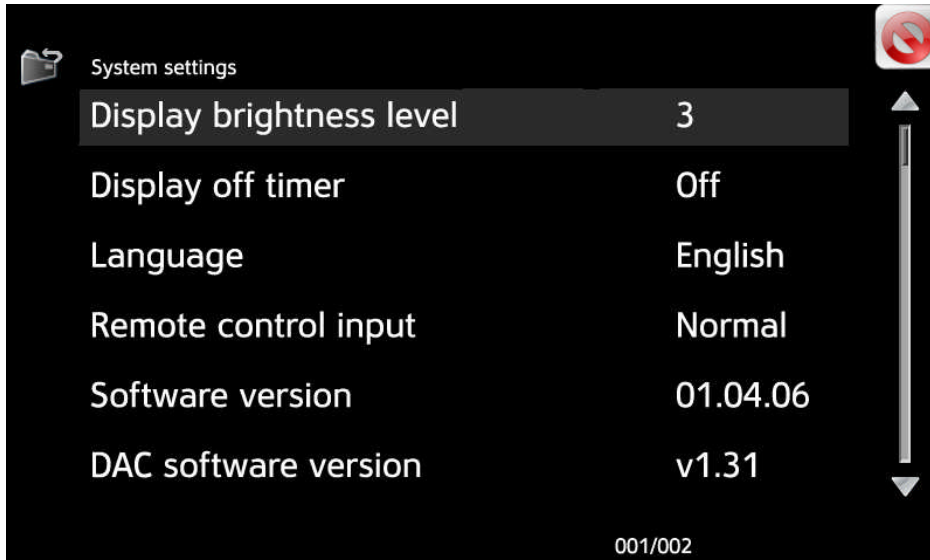 System settings
Display brightness level 3
Display off timer Off
Language English
Remote control input Normal
Software version 01.04.06
DAC software version v1.31
001/002